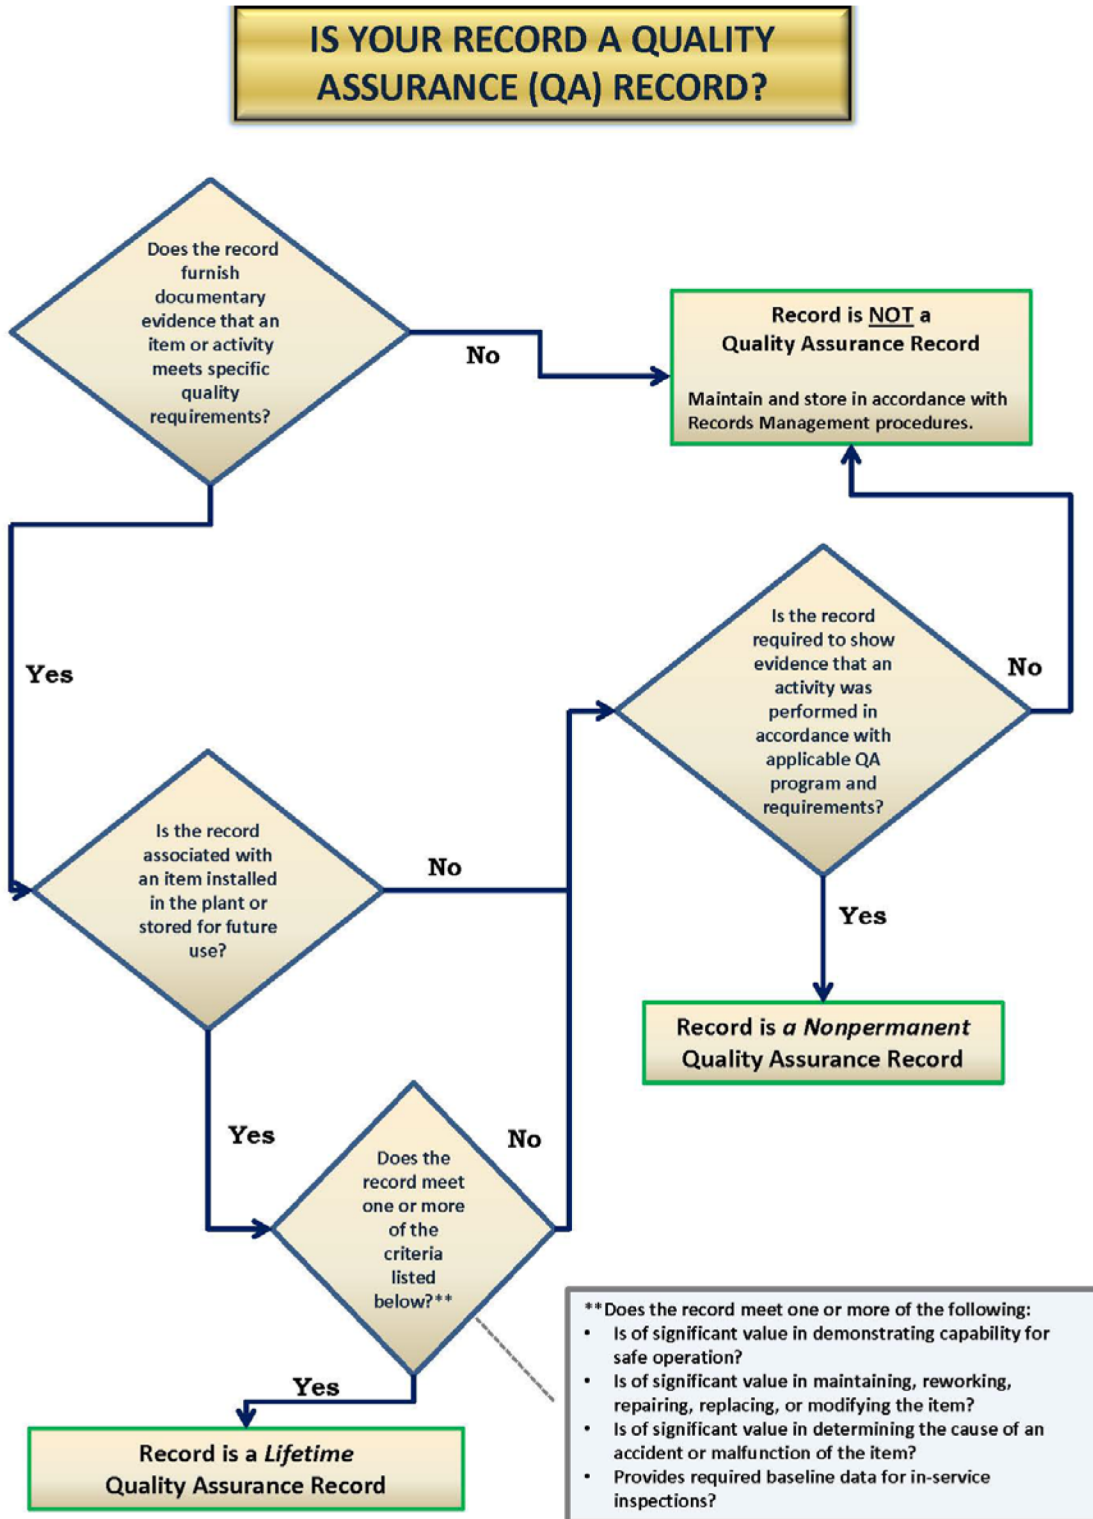 IS YOUR RECORD A QUALITY
ASSURANCE (QA) RECORD?
Does the record
furnish
documentary
evidence that an
item or activity
meets specific
quality
requirements?
No
Record is NOT a
Quality Assurance Record
Maintain and store in accordance with
Records Management procedures.
Yes
Is the record
required to show
evidence that an
activity was
performed in
accordance with
applicable QA
program and
requirements?
No
Is the record
associated with
an item installed
in the plant or
stored for future
use?
No
Yes
Record is a Nonpermanent
Quality Assurance Record
Yes
Does the
record meet
one or more
of the
criteria
listed
below?**
No
Yes
Record is a Lifetime
Quality Assurance Record
**Does the record meet one or more of the following:
• Is of significant value in demonstrating capability for
safe operation?
• Is of significant value in maintaining, reworking,
repairing, replacing, or modifying the item?
• Is of significant value in determining the cause of an
accident or malfunction of the item?
• Provides required baseline data for in-service
inspections?